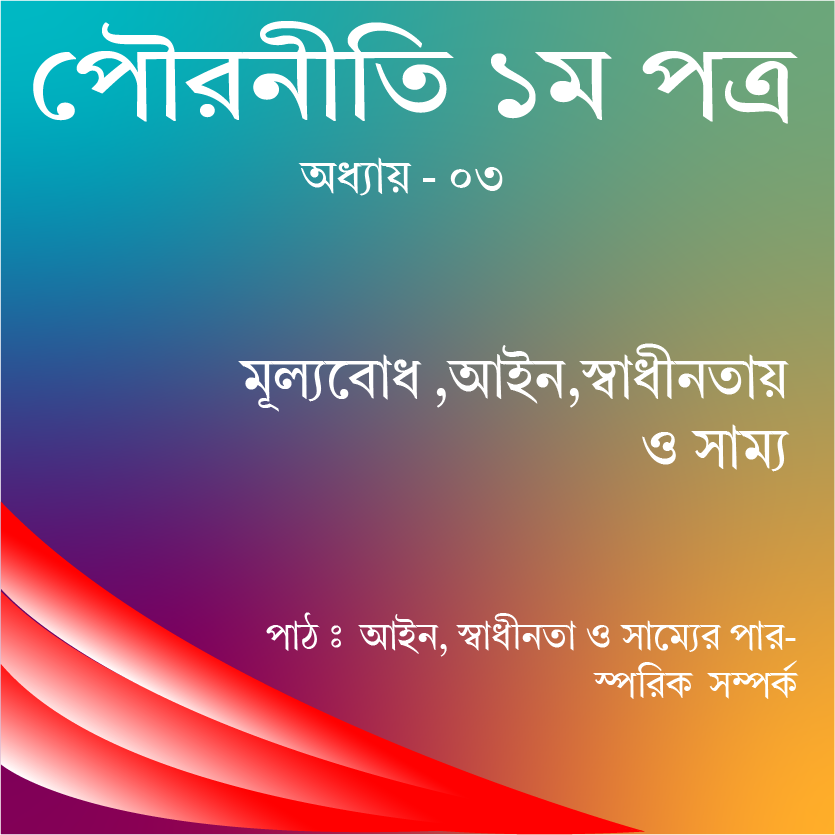 পৌরনীতি ১ম পত্র
অধ্যায় - ০৩
মূল্যবোধ ,আইন,স্বাধীনতায়
ও সাম্য
পাঠ ঃ আইন, স্বাধীনতা ও সাম্যের পার-
স্পরিক সম্পর্ক